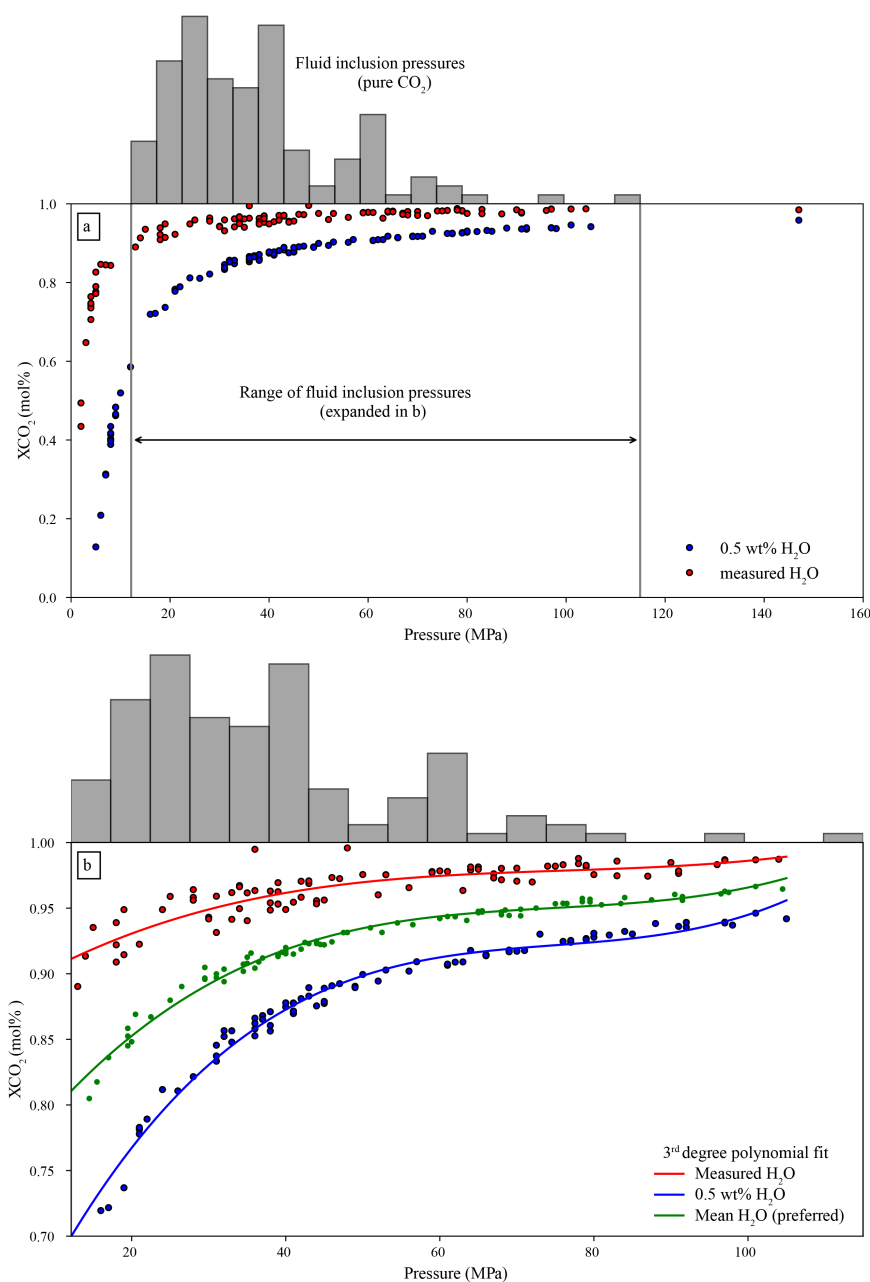 Fluid inclusion pressures
(pure CO₂)
a
1.0
0.8
0.6
0.4
0.2
0.0
XCO₂ (mol% )
Range of fluid inclusion pressures
(expanded in b)
0.5 wt% H₂O
measured H₂O
0
20
40
60
80
100
120
140
160
Pressure (MPa)
b
1.00
0.95
0.90
0.85
0.80
0.75
0.70
XCO₂ (mol% )
3rd degree polynomial fit
Measured H₂O
0.5 wt% H₂O
Mean H₂O (preferred)
20
40
60
80
100
Pressure (MPa)